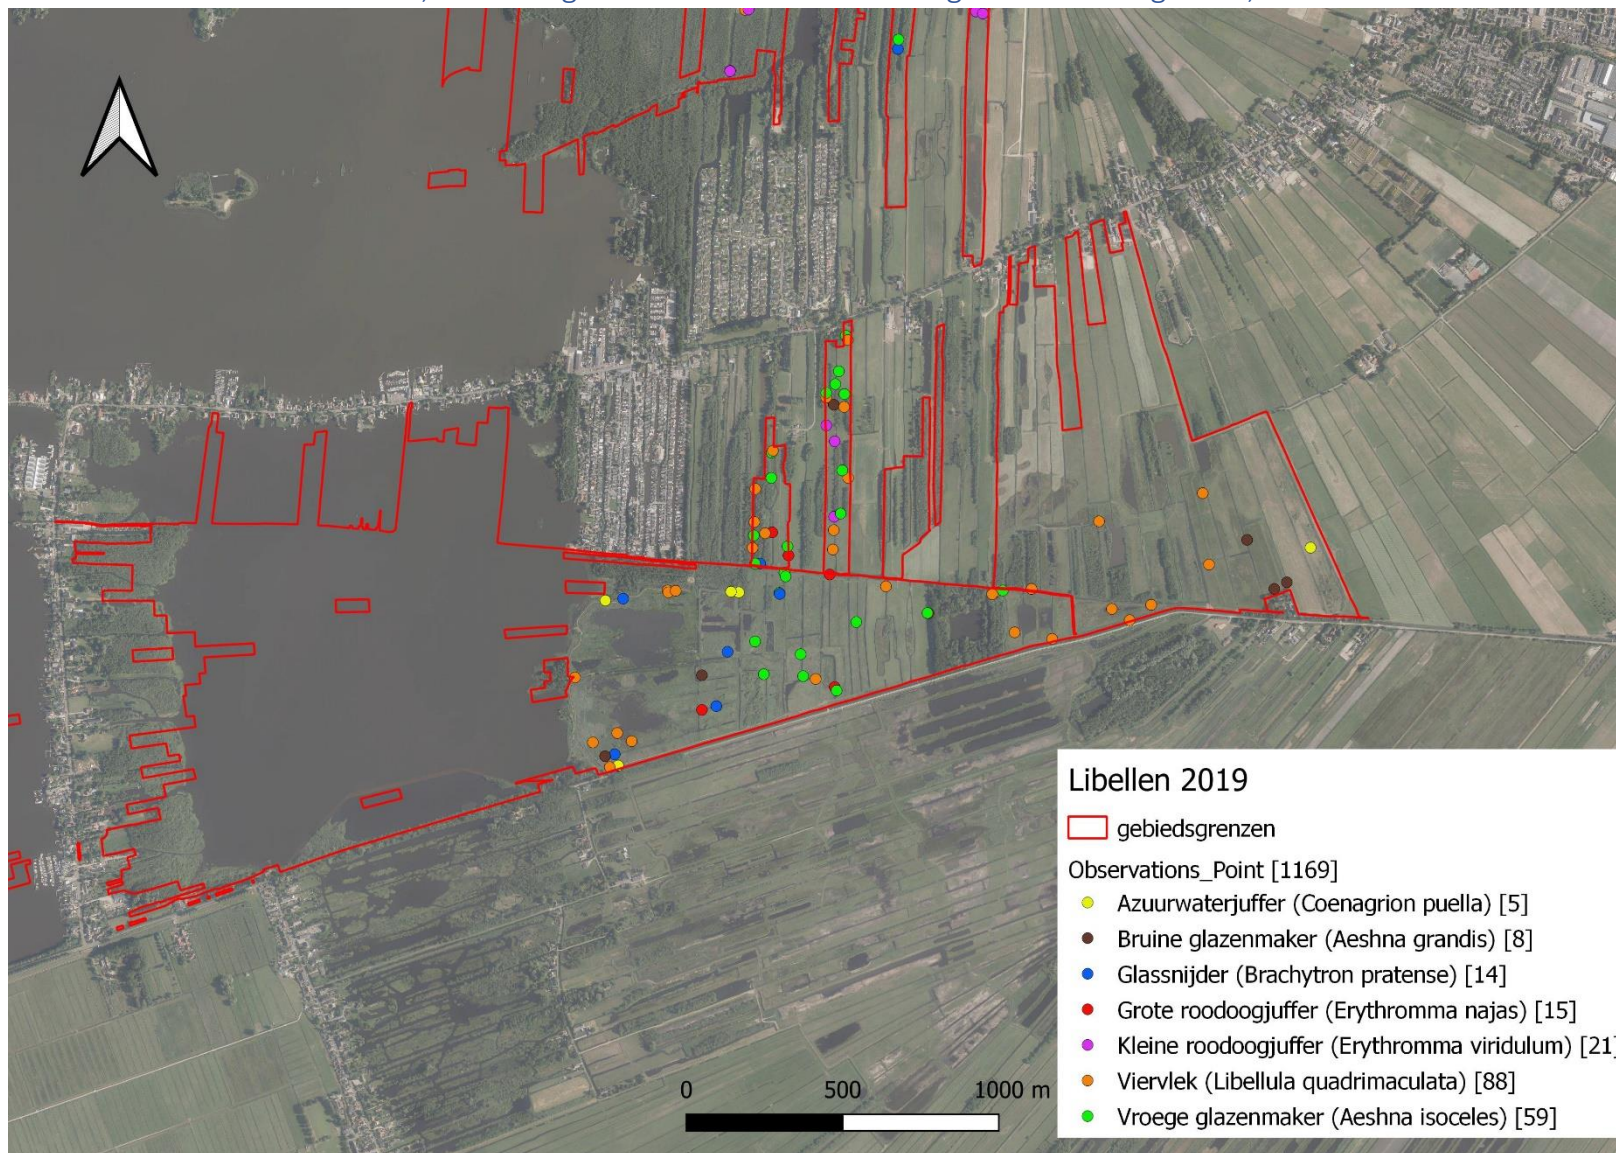 Libellen 2019
gebiedsgrenzen
Observations_Point [1169]
Azuurwaterjuffer (Coenagrion puella) [5]
Bruine glazenmaker (Aeshna grandis) [8]
Glassnijder (Brachytron pratense) [14]
Grote roodoogjuffer (Erythromma najas) [15]
Kleine roodoogjuffer (Erythromma viridulum) [21]
Viervlek (Libellula quadrimaculata) [88]
Vroege glazenmaker (Aeshna isoceles) [59]
0 500 1000 m